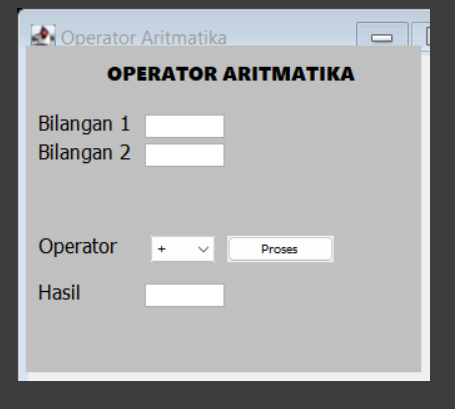 Operator Aritmatika
OPERATOR ARITMATIKA
Bilangan 1
Bilangan 2
Operator + Proses
Hasil